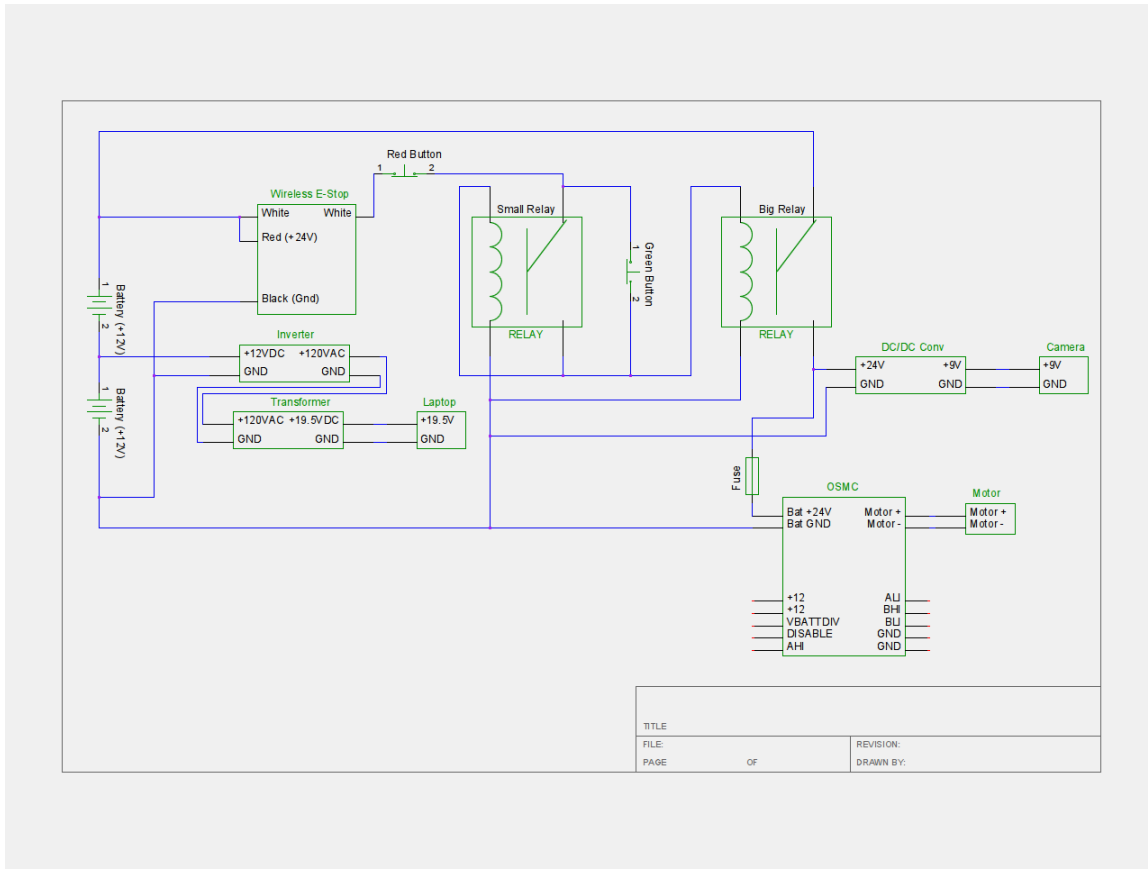 Red Button
1 2
Wireless E-Stop
White White
Red (+24V)
Black (Gnd)
Small Relay
RELAY
1
Green Button
2
Big Relay
RELAY
1
Battery (+12V)
2
1
Battery (+12V)
2
Inverter
+12VDC +120VAC
GND GND
Transformer
+120VAC +19.5VDC
GND GND
Laptop
+19.5V
GND
DC/DC Conv
+24V +9V
GND GND
Camera
+9V
GND
Fuse
OSMC
Bat +24V Motor +
Bat GND Motor -
+12 ALI
+12 BHI
VBATTDIV BLI
DISABLE GND
AHI GND
Motor
Motor +
Motor -
TITLE
FILE: REVISION:
PAGE OF DRAWN BY: